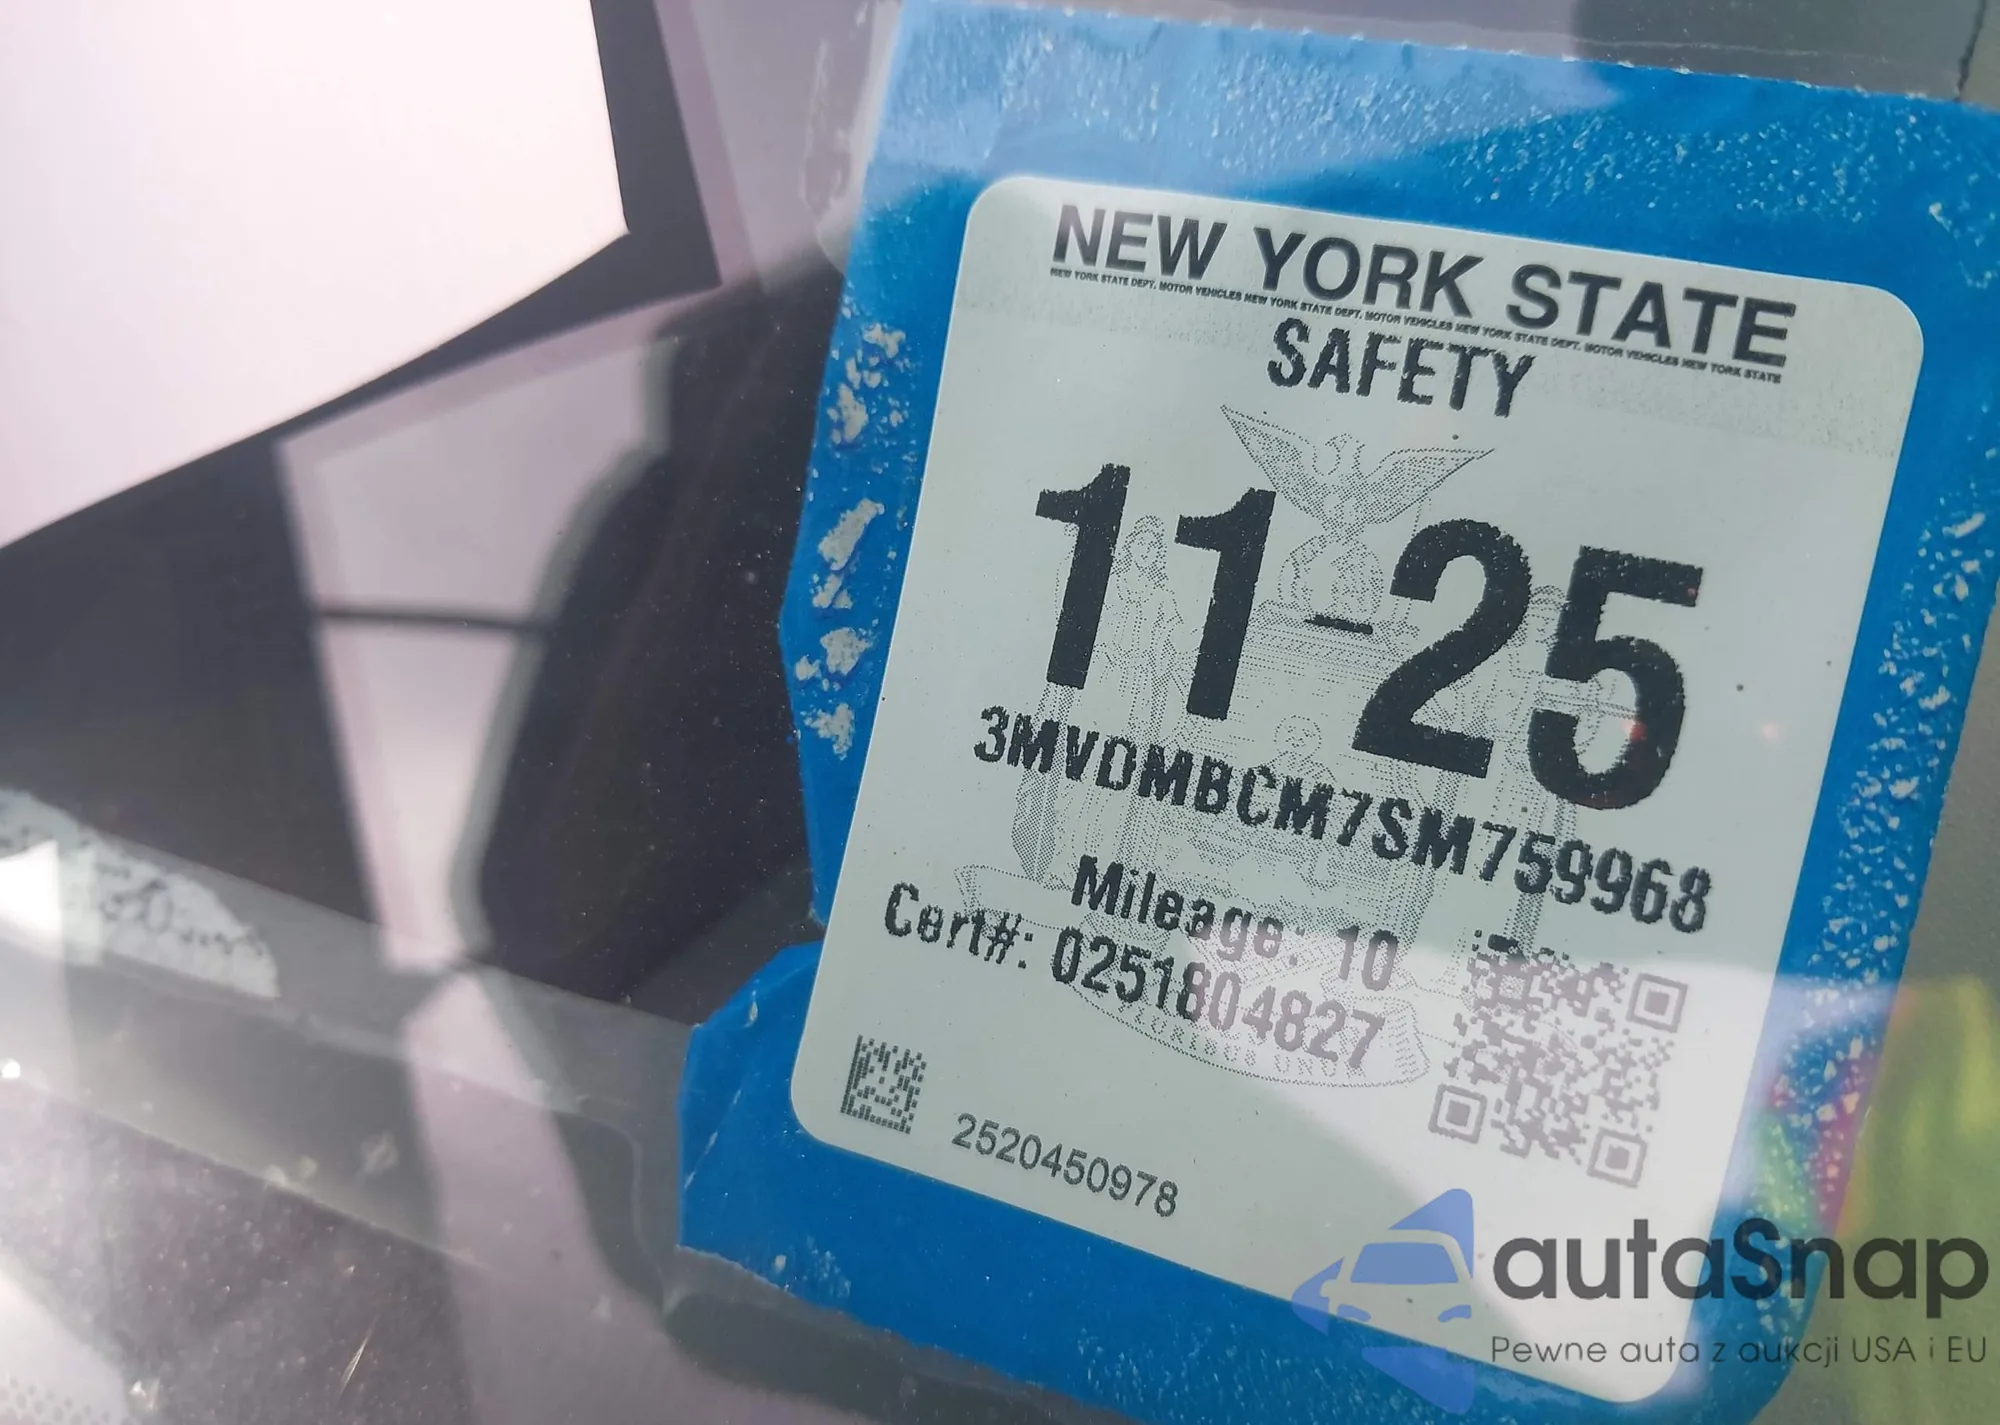 NEW YORK STATE
NEW YORK STATE DEPT. MOTOR VEHICLES NEW YORK STATE DEPT. MOTOR VEHICLES NEW YORK STATE DEPT. MOTOR VEHICLES NEW YORK STATE
SAFETY
11-25
3MVDMBCM7SM759968
Mileage: 10
Cert#: 0251804827
PLURIBUS UNUM
2520450978
autaSnap
Pewne auta z aukcji USA i EU